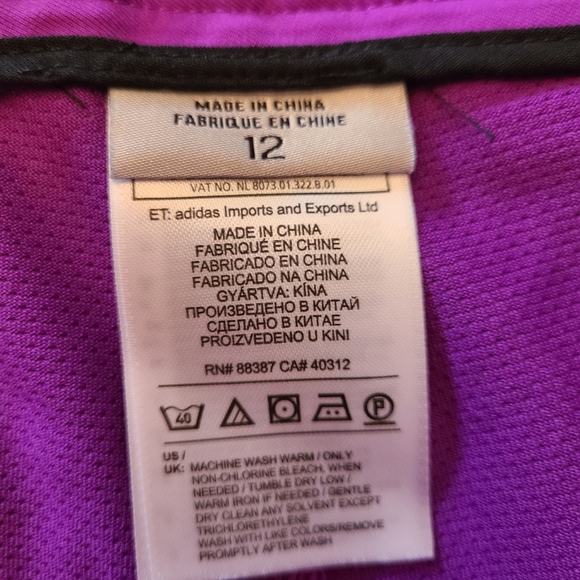 MADE IN CHINA
FABRIQUE EN CHINE
12
VAT NO. NL 8073.01.322.B.01
ET: adidas Imports and Exports Ltd
MADE IN CHINA
FABRIQUÉ EN CHINE
FABRICADO EN CHINA
FABRICADO NA CHINA
GYÁRTVA: KÍNA
ПРОИЗВЕДЕНО В КИТАЙ
СДЕЛАНО В КИТАЕ
PROIZVEDENO U KINI
RN# 88387 CA# 40312
40 P
US /
UK: MACHINE WASH WARM / ONLY
NON-CHLORINE BLEACH, WHEN
NEEDED / TUMBLE DRY LOW /
WARM IRON IF NEEDED / GENTLE
DRY CLEAN ANY SOLVENT EXCEPT
TRICHLORETHYLENE
WASH WITH LIKE COLORS/REMOVE
PROMPTLY AFTER WASH